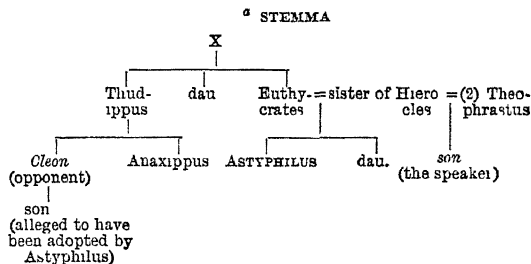 a STEMMA
X
Thud- dau Euthy-=sister of Hiero =(2) Theo-
ippus crates cles phrastus
Cleon Anaxippus ASTYPHILUS dau. son
(opponent) (the speaker)
son
(alleged to have
been adopted by
Astyphilus)